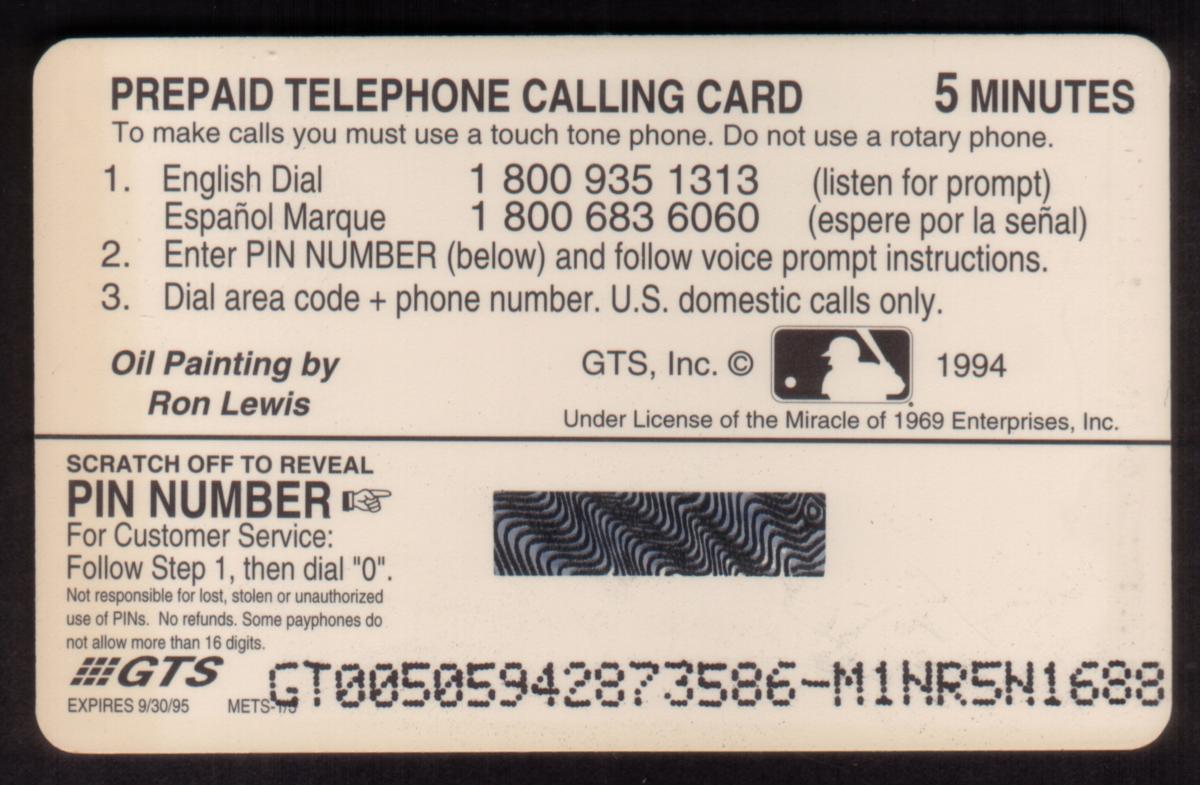 PREPAID TELEPHONE CALLING CARD 5 MINUTES
To make calls you must use a touch tone phone. Do not use a rotary phone.
1. English Dial 1 800 935 1313 (listen for prompt)
Español Marque 1 800 683 6060 (espere por la señal)
2. Enter PIN NUMBER (below) and follow voice prompt instructions.
3. Dial area code + phone number. U.S. domestic calls only.
Oil Painting by
Ron Lewis
GTS, Inc. © 1994
Under License of the Miracle of 1969 Enterprises, Inc.
SCRATCH OFF TO REVEAL
PIN NUMBER
For Customer Service:
Follow Step 1, then dial "0".
Not responsible for lost, stolen or unauthorized
use of PINs. No refunds. Some payphones do
not allow more than 16 digits.
GTS
GT00505942873586-M1NR5N1688
EXPIRES 9/30/95 METS-1/5